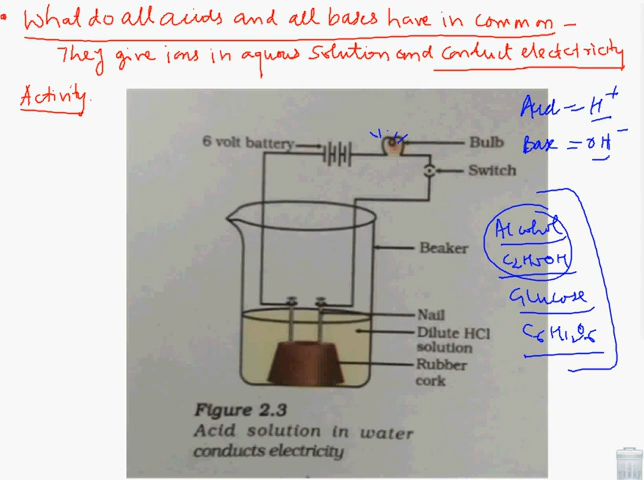 • What do all acids and all bases have in common –
They give ions in aquous solution and conduct electricity
Activity.
Acid = H+
Base = OH−
6 volt battery
Bulb
Switch
Beaker
Alcohol
C2H5OH
Glucose
C6H12O6
Nail
Dilute HCl
solution
Rubber
cork
Figure 2.3
Acid solution in water
conducts electricity